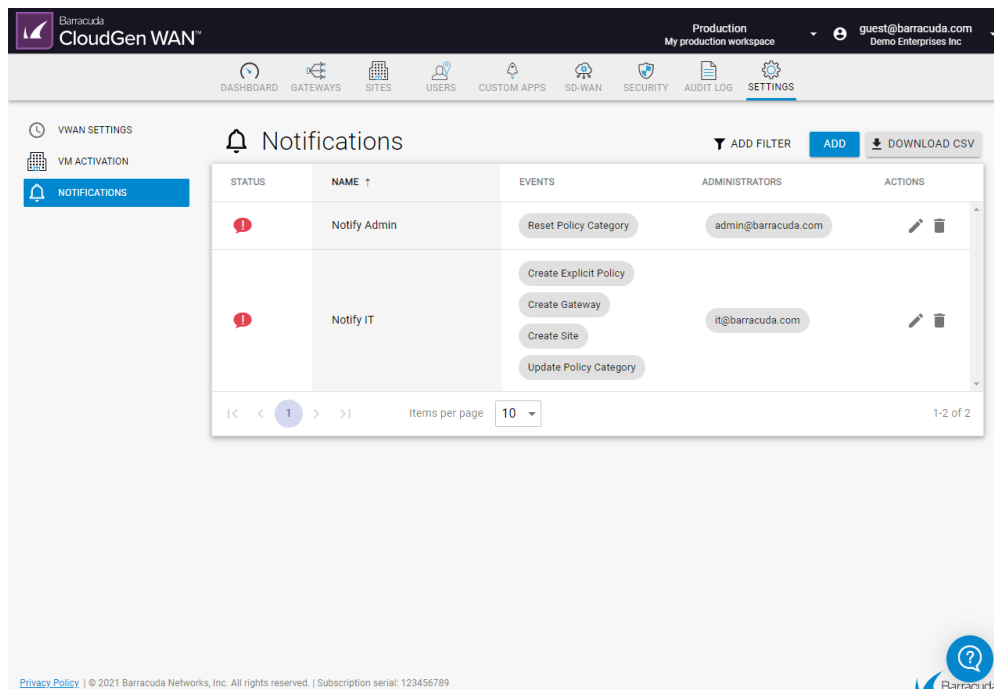 Barracuda
CloudGen WAN™
Production
My production workspace
guest@barracuda.com
Demo Enterprises Inc
DASHBOARD GATEWAYS SITES USERS CUSTOM APPS SD-WAN SECURITY AUDIT LOG SETTINGS
VWAN SETTINGS
VM ACTIVATION
NOTIFICATIONS
Notifications
ADD FILTER ADD DOWNLOAD CSV
STATUS NAME ↑ EVENTS ADMINISTRATORS ACTIONS
Notify Admin Reset Policy Category admin@barracuda.com
Notify IT
Create Explicit Policy
Create Gateway
Create Site
Update Policy Category
it@barracuda.com
1 Items per page 10 1-2 of 2
Privacy Policy | © 2021 Barracuda Networks, Inc. All rights reserved. | Subscription serial: 123456789
Barracuda